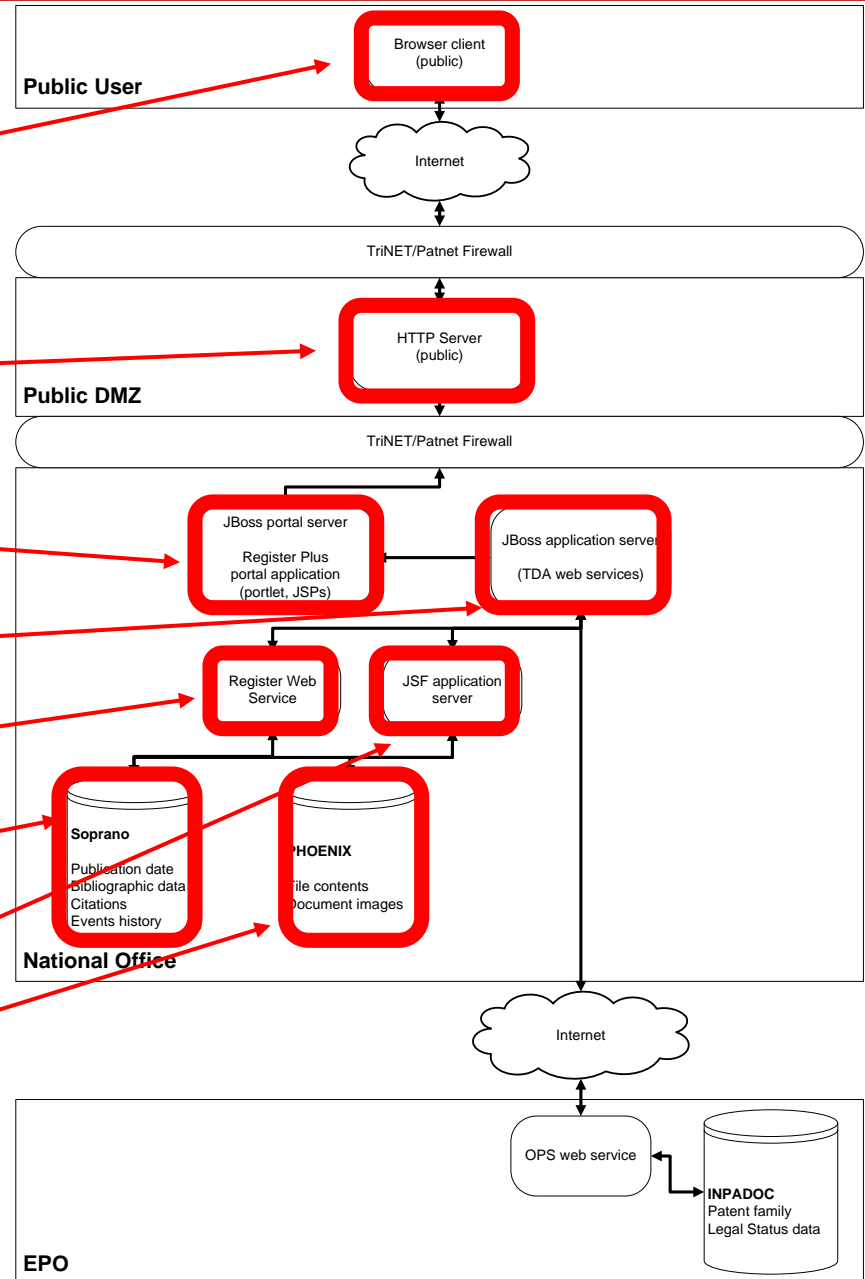 Browser client
(public)
Public User
Internet
TriNET/Patnet Firewall
HTTP Server
(public)
Public DMZ
TriNET/Patnet Firewall
JBoss portal server
Register Plus
portal application
(portlet, JSPs)
JBoss application server
(TDA web services)
Register Web
Service
JSF application
server
Soprano
Publication date
Bibliographic data
Citations
Events history
PHOENIX
File contents
Document images
National Office
Internet
OPS web service
INPADOC
Patent family
Legal Status data
EPO